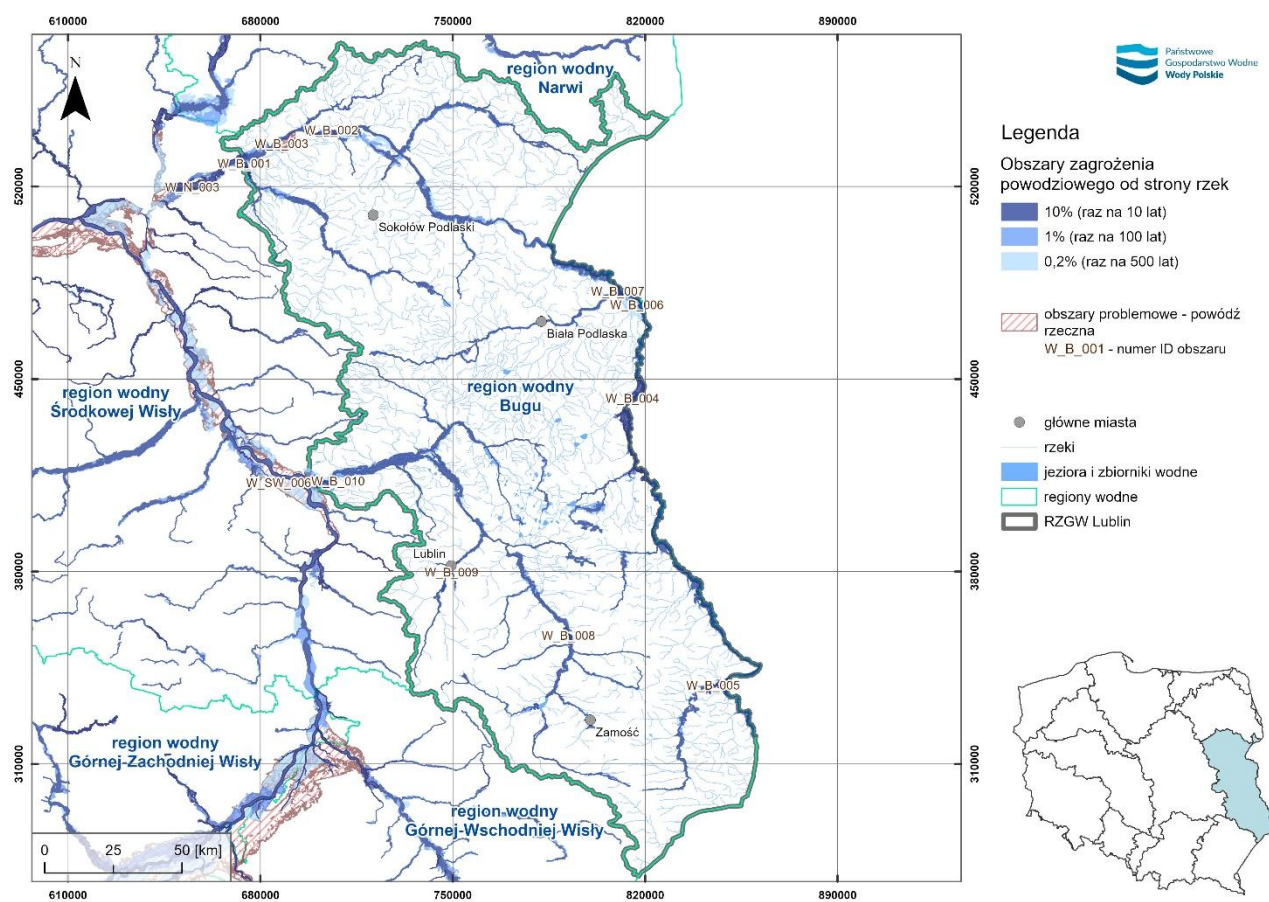 610000
680000
750000
820000
890000
N
region wodny
Narwi
W_B_002
W_B_003
W_B_001
W_N_003
520000
520000
Sokołów Podlaski
W_B_007
W_B_006
Biała Podlaska
450000
450000
region wodny
Bugu
region wodny
Środkowej Wisły
W_B_004
W_SW_006
W_B_010
Lublin
W_B_009
380000
380000
W_B_008
W_B_005
Zamość
region wodny
Górnej-Zachodniej Wisły
310000
310000
region wodny
Górnej-Wschodniej Wisły
0 25 50 [km]
610000
680000
750000
820000
890000
Państwowe
Gospodarstwo Wodne
Wody Polskie
Legenda
Obszary zagrożenia
powodziowego od strony rzek
10% (raz na 10 lat)
1% (raz na 100 lat)
0,2% (raz na 500 lat)
obszary problemowe - powódź
rzeczna
W_B_001 - numer ID obszaru
główne miasta
rzeki
jeziora i zbiorniki wodne
regiony wodne
RZGW Lublin